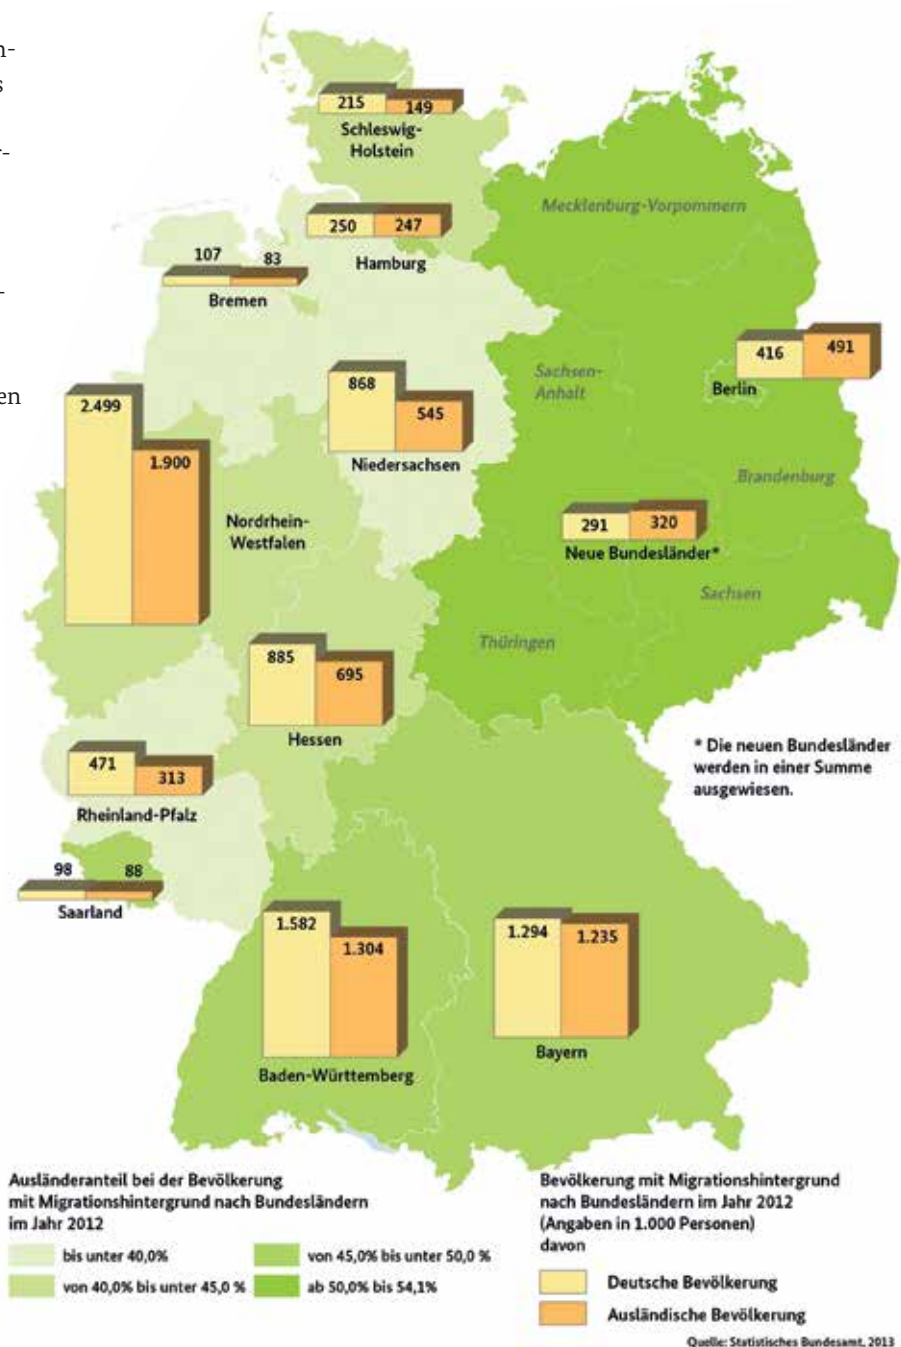 n-
s
-
-
en
215
149
Schleswig-
Holstein
Mecklenburg-Vorpommern
250
247
Hamburg
107
83
Bremen
416
491
Berlin
Sachsen-
Anhalt
868
545
Niedersachsen
2.499
1.900
Nordrhein-
Westfalen
Brandenburg
291
320
Neue Bundesländer*
Sachsen
Thüringen
885
695
Hessen
* Die neuen Bundesländer
werden in einer Summe
ausgewiesen.
471
313
Rheinland-Pfalz
98
88
Saarland
1.582
1.304
Baden-Württemberg
1.294
1.235
Bayern
Ausländeranteil bei der Bevölkerung
mit Migrationshintergrund nach Bundesländern
im Jahr 2012
bis unter 40,0%
von 40,0% bis unter 45,0 %
von 45,0% bis unter 50,0 %
ab 50,0% bis 54,1%
Bevölkerung mit Migrationshintergrund
nach Bundesländern im Jahr 2012
(Angaben in 1.000 Personen)
davon
Deutsche Bevölkerung
Ausländische Bevölkerung
Quelle: Statistisches Bundesamt, 2013